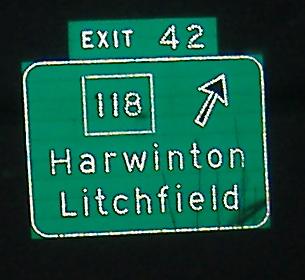 EXIT 42
118
Harwinton
Litchfield